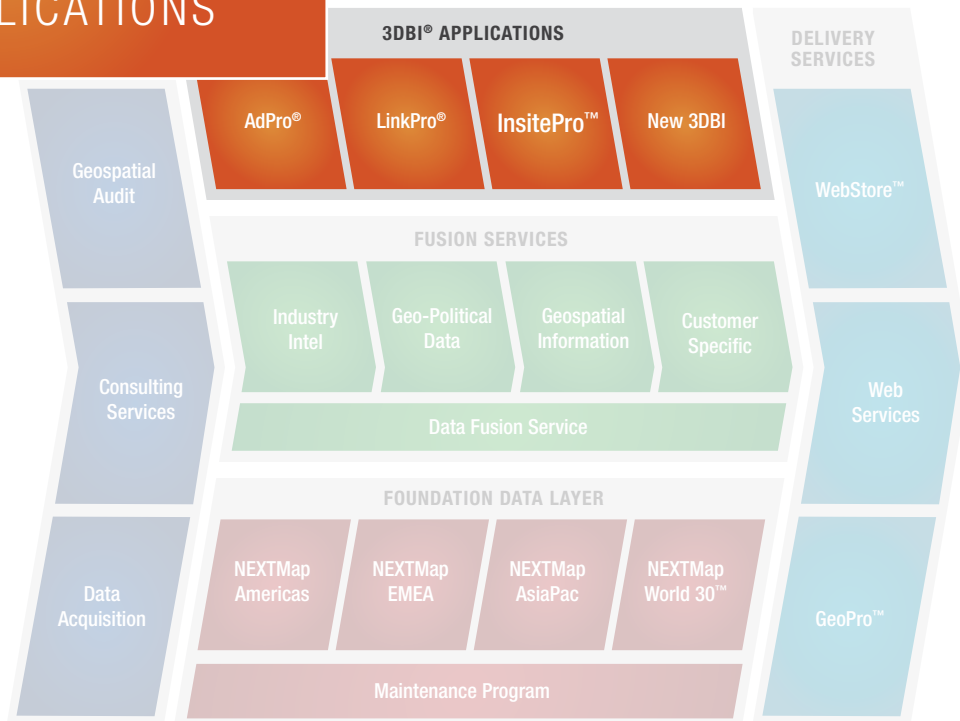 3DBI® APPLICATIONS
AdPro®
LinkPro®
InsitePro™
New 3DBI
DELIVERY
SERVICES
Geospatial
Audit
Consulting
Services
Data
Acquisition
FUSION SERVICES
Industry
Intel
Geo-Political
Data
Geospatial
Information
Customer
Specific
Data Fusion Service
FOUNDATION DATA LAYER
NEXTMap
Americas
NEXTMap
EMEA
NEXTMap
AsiaPac
NEXTMap
World 30™
Maintenance Program
WebStore™
Web
Services
GeoPro™